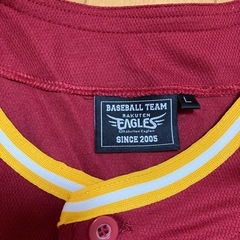 BASEBALL TEAM
RAKUTEN
EAGLES
SINCE 2005
L